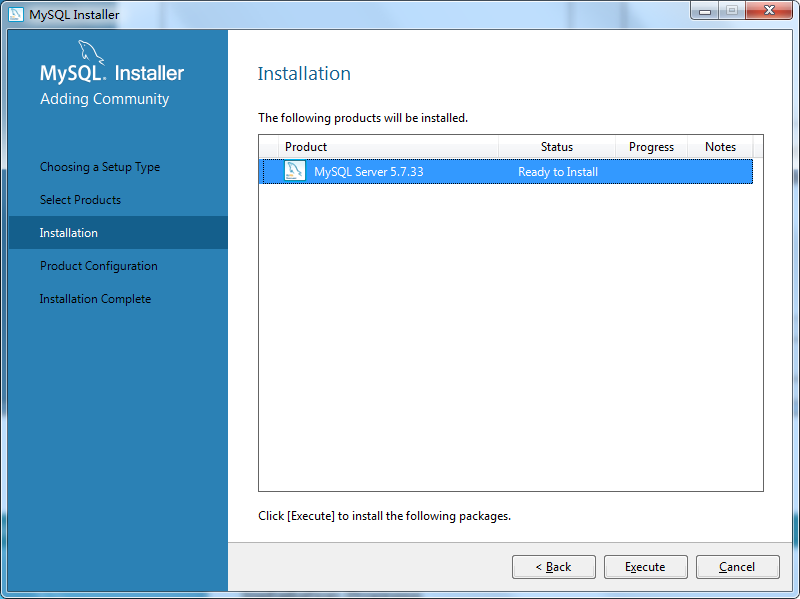 MySQL Installer
MySQL. Installer
Adding Community
Choosing a Setup Type
Select Products
Installation
Product Configuration
Installation Complete
Installation
The following products will be installed.
Product Status Progress Notes
MySQL Server 5.7.33 Ready to Install
Click [Execute] to install the following packages.
< Back Execute Cancel